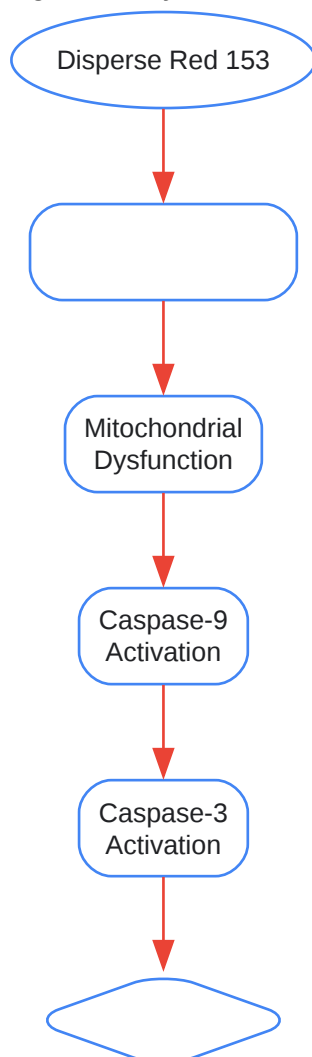 Disperse Red 153
Mitochondrial
Dysfunction
Caspase-9
Activation
Caspase-3
Activation